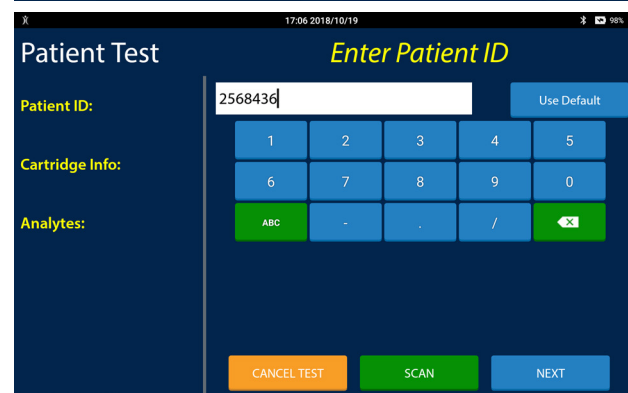 17:06 2018/10/19
98%
Patient Test
Enter Patient ID
Patient ID:
2568436
Use Default
1 2 3 4 5
Cartridge Info:
6 7 8 9 0
Analytes:
ABC - . /
CANCEL TEST SCAN NEXT